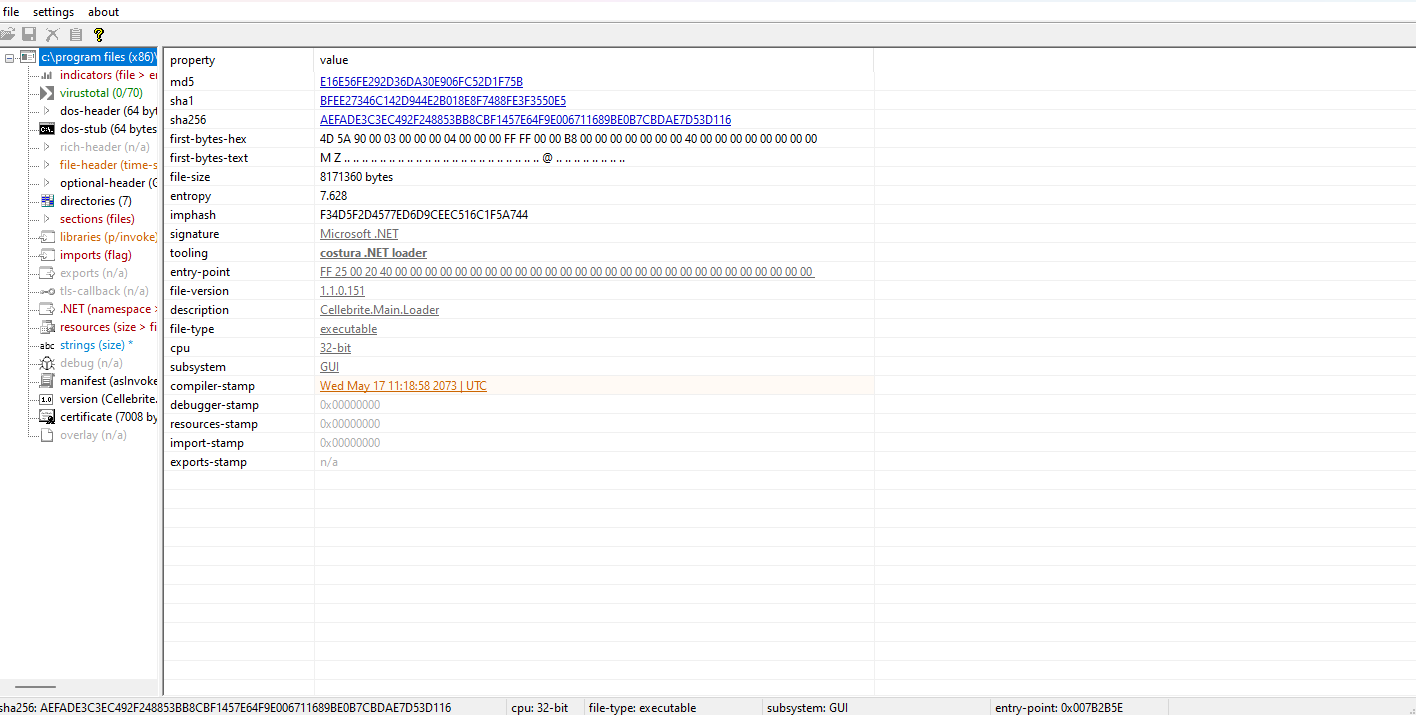 file settings about
c:\program files (x86)\
indicators (file > er
virustotal (0/70)
dos-header (64 byt
dos-stub (64 bytes
rich-header (n/a)
file-header (time-s
optional-header (G
directories (7)
sections (files)
libraries (p/invoke)
imports (flag)
exports (n/a)
tls-callback (n/a)
.NET (namespace >
resources (size > fi
abc strings (size) *
debug (n/a)
manifest (asInvoke
1.0 version (Cellebrite.
certificate (7008 by
overlay (n/a)
property value
md5 E16E56FE292D36DA30E906FC52D1F75B
sha1 BFEE27346C142D944E2B018E8F7488FE3F3550E5
sha256 AEFADE3C3EC492F248853BB8CBF1457E64F9E006711689BE0B7CBDAE7D53D116
first-bytes-hex 4D 5A 90 00 03 00 00 00 04 00 00 00 FF FF 00 00 B8 00 00 00 00 00 00 00 40 00 00 00 00 00 00 00
first-bytes-text M Z .. .. .. .. .. .. .. .. .. .. .. .. .. .. .. .. .. .. .. .. .. .. @ .. .. .. .. .. .. ..
file-size 8171360 bytes
entropy 7.628
imphash F34D5F2D4577ED6D9CEEC516C1F5A744
signature Microsoft .NET
tooling costura .NET loader
entry-point FF 25 00 20 40 00 00 00 00 00 00 00 00 00 00 00 00 00 00 00 00 00 00 00 00 00 00 00 00 00 00 00
file-version 1.1.0.151
description Cellebrite.Main.Loader
file-type executable
cpu 32-bit
subsystem GUI
compiler-stamp Wed May 17 11:18:58 2073 | UTC
debugger-stamp 0x00000000
resources-stamp 0x00000000
import-stamp 0x00000000
exports-stamp n/a
sha256: AEFADE3C3EC492F248853BB8CBF1457E64F9E006711689BE0B7CBDAE7D53D116 cpu: 32-bit file-type: executable subsystem: GUI entry-point: 0x007B2B5E